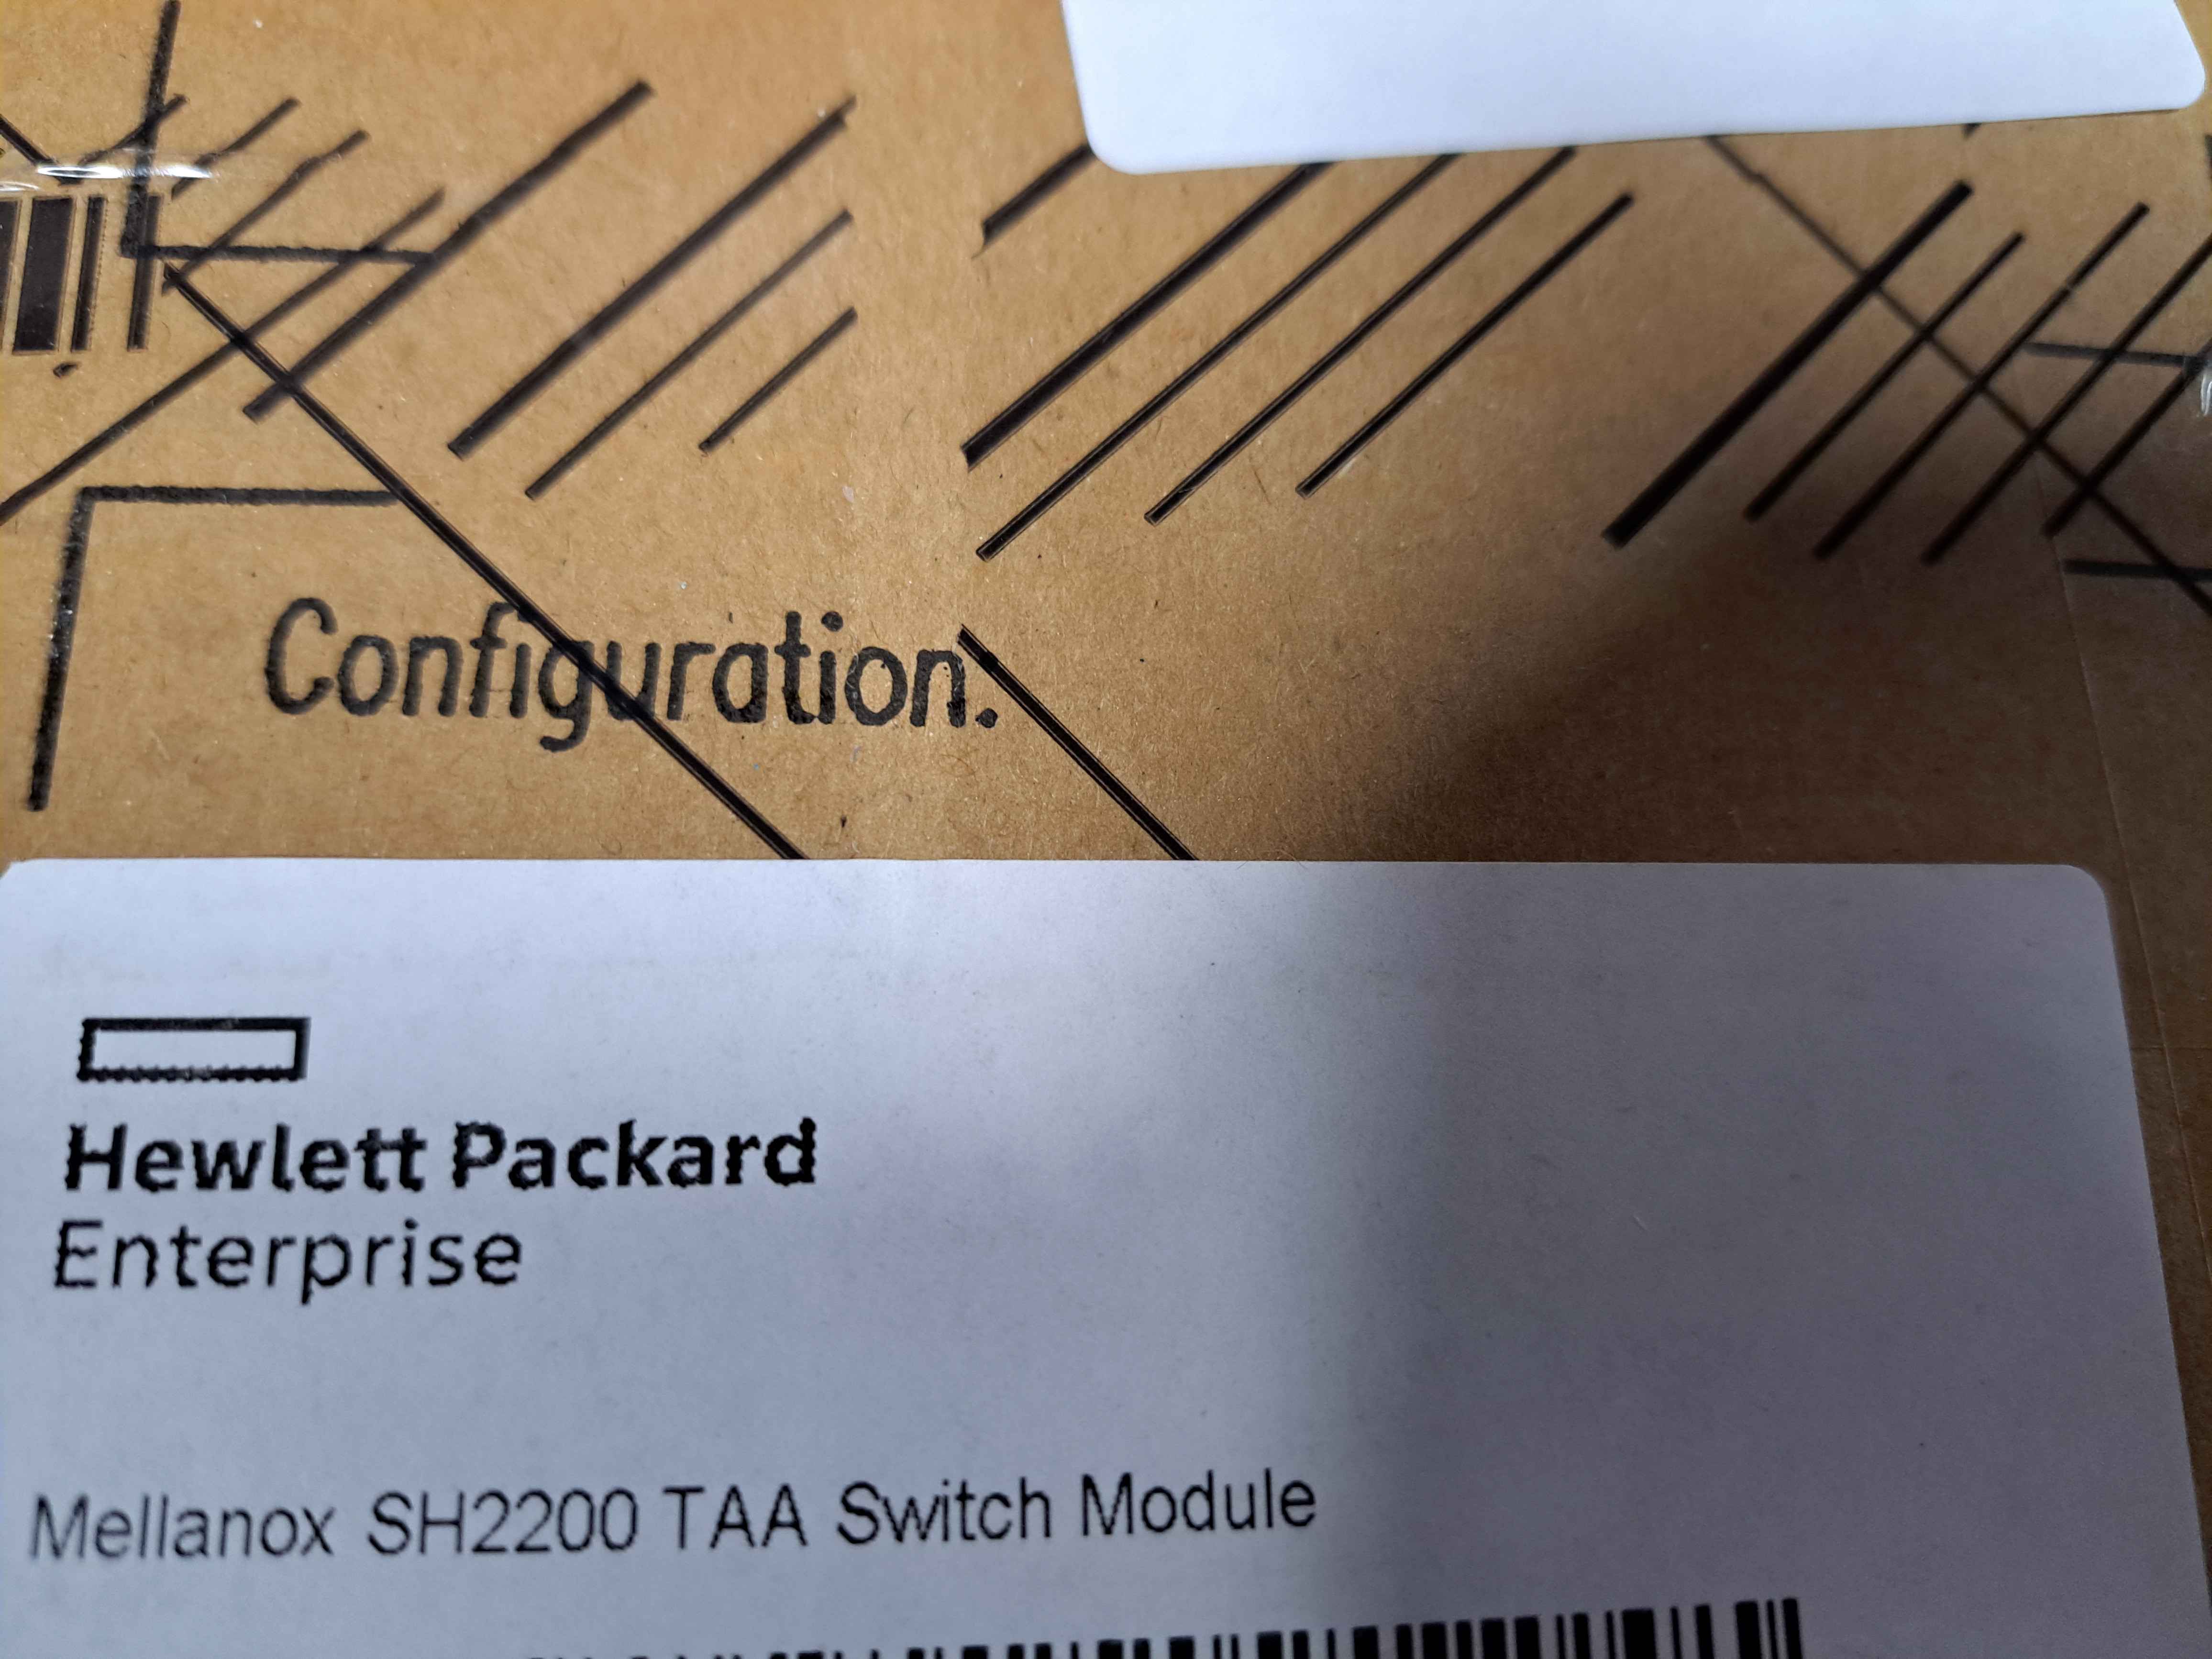 Configuration.
Hewlett Packard
Enterprise
Mellanox SH2200 TAA Switch Module